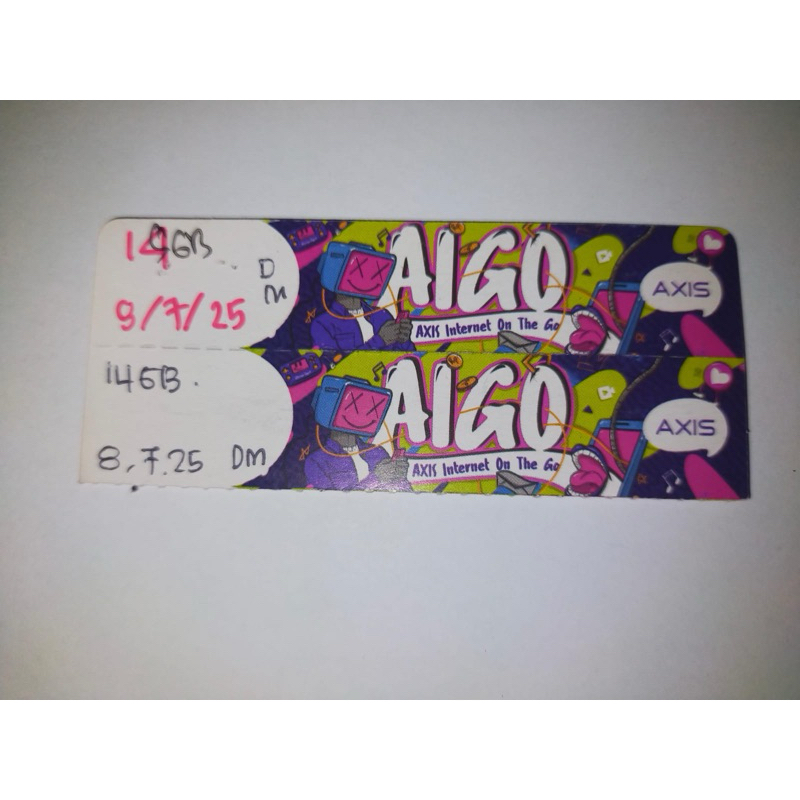 14GB
D
M
9/7/25
AIGO
AXIS Internet On The Go
AXIS
14GB.
8.7.25 DM
AIGO
AXIS Internet On The Go
AXIS